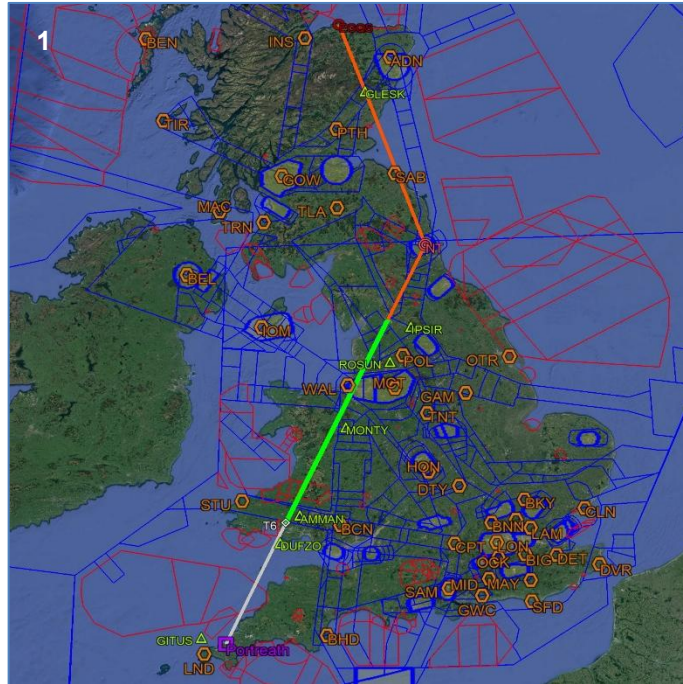 1
BEN
INS
ADN
GLESK
TIR
PTH
GOW
SAB
MAC
TLA
TRN
NT
BEL
IOM
PSIR
ROSUN
POL
OTR
WAL
MCT
GAM
TNT
MONTY
HON
DTY
STU
AMMAN
T6
BCN
BKY
CLN
BNN
LAM
DUFZO
CPT
LON
OCK
BIG
DET
DVR
SAM
MID
MAY
GWC
SFD
GITUS
Portreath
LND
BHD